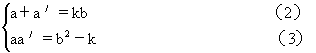 a+a′=kb (2)
aa′=b²−k (3)